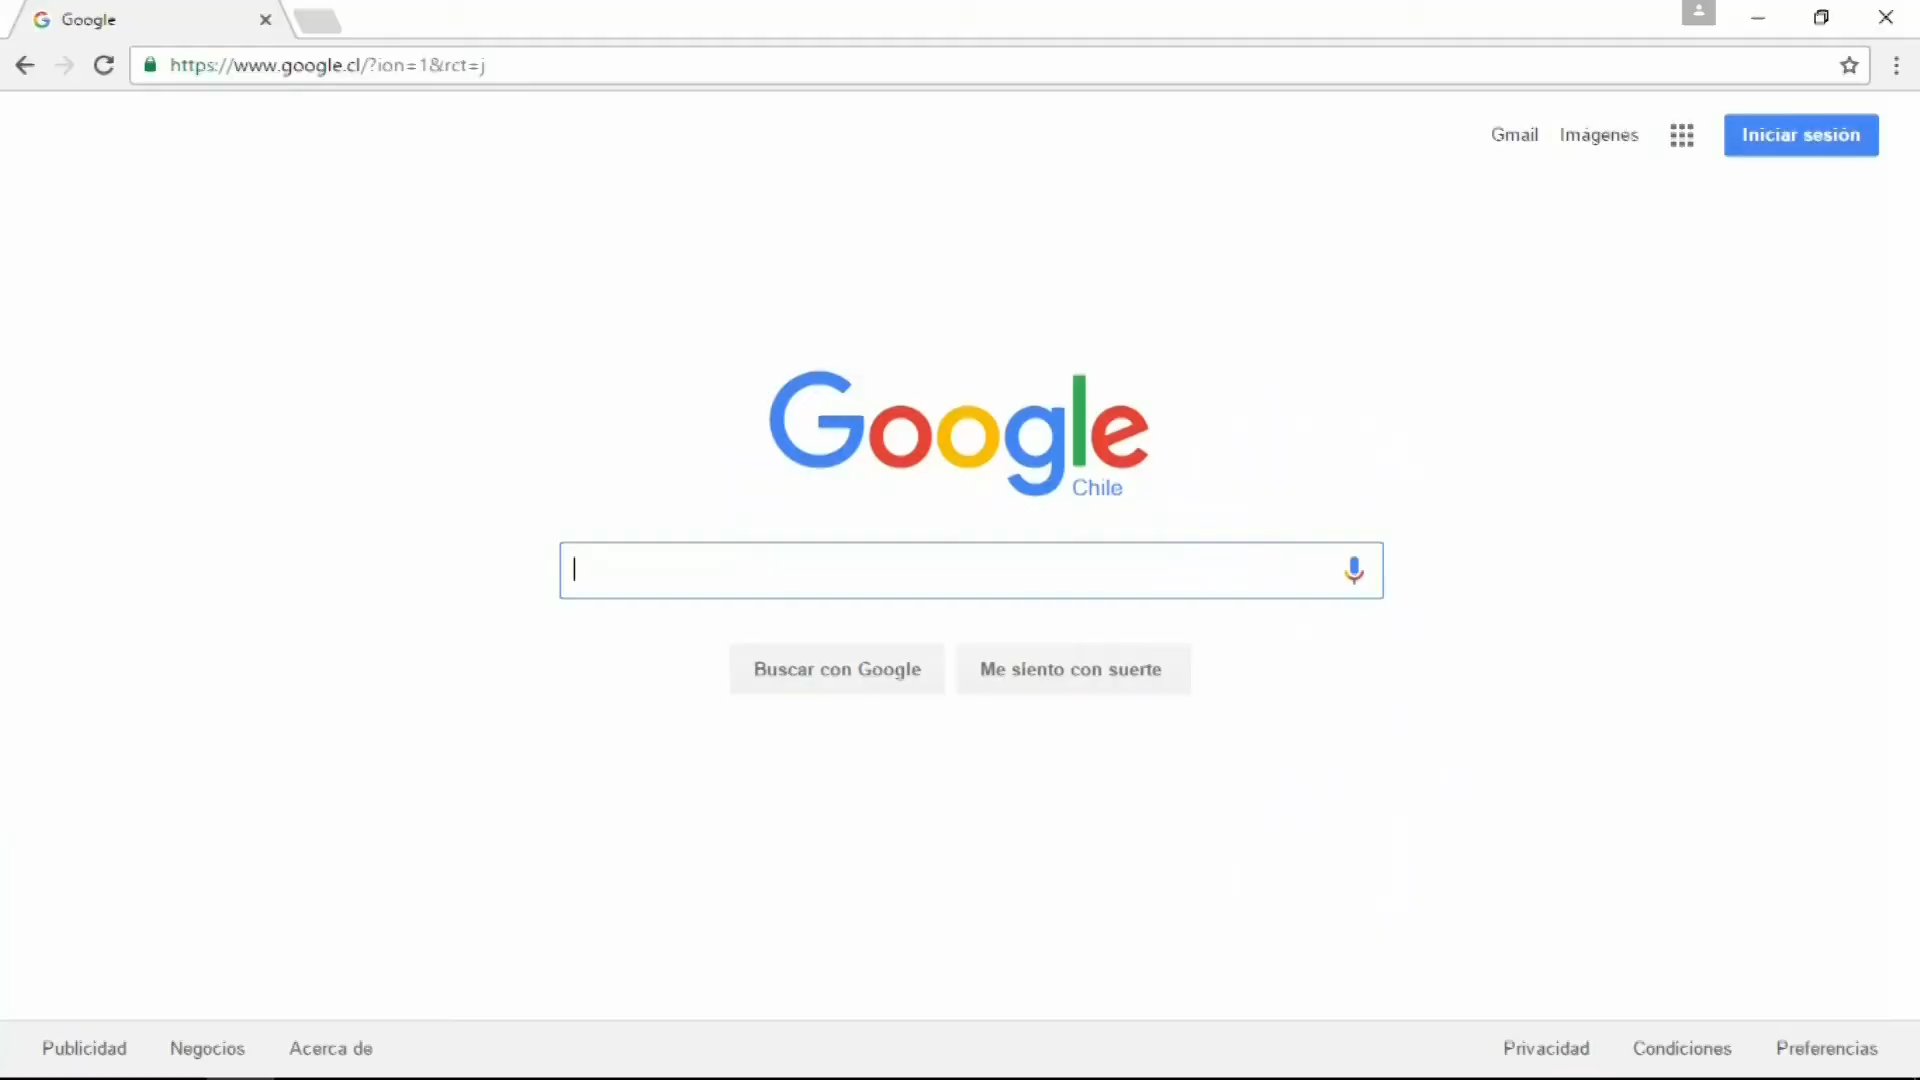 Google
https://www.google.cl/?ion=1&rct=j
Gmail Imágenes Iniciar sesión
Google
Chile
Buscar con Google Me siento con suerte
Publicidad Negocios Acerca de Privacidad Condiciones Preferencias